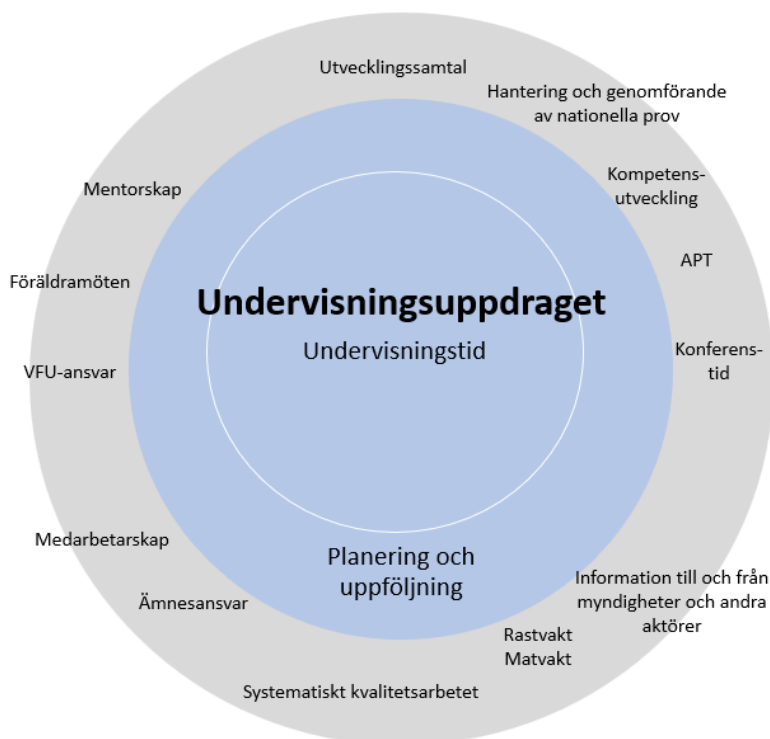 Utvecklingssamtal
Hantering och genomförande
av nationella prov
Kompetens-
utveckling
Mentorskap
APT
Föräldramöten
Undervisningsuppdraget
Undervisningstid
Konferens-
tid
VFU-ansvar
Medarbetarskap
Planering och
uppföljning
Information till och från
myndigheter och andra
aktörer
Ämnesansvar
Rastvakt
Matvakt
Systematiskt kvalitetsarbetet